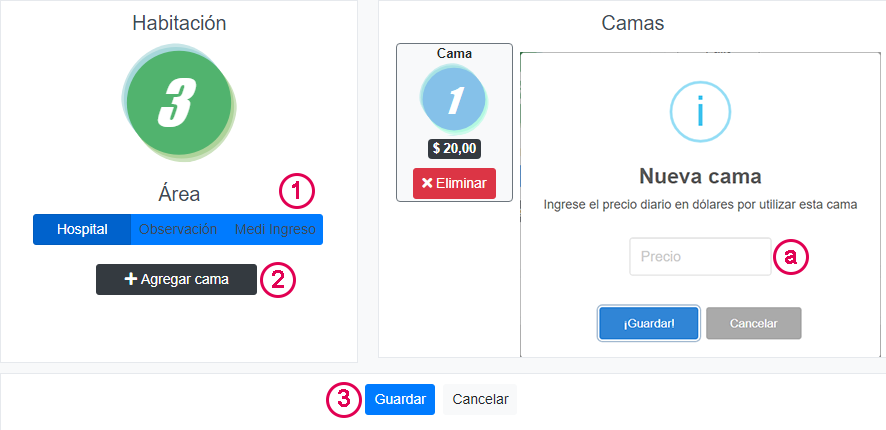 Habitación
3
Área
1
Hospital Observación Medi Ingreso
+ Agregar cama
2
Camas
Cama
1
$ 20,00
× Eliminar
i
Nueva cama
Ingrese el precio diario en dólares por utilizar esta cama
Precio
a
¡Guardar!
Cancelar
3
Guardar
Cancelar